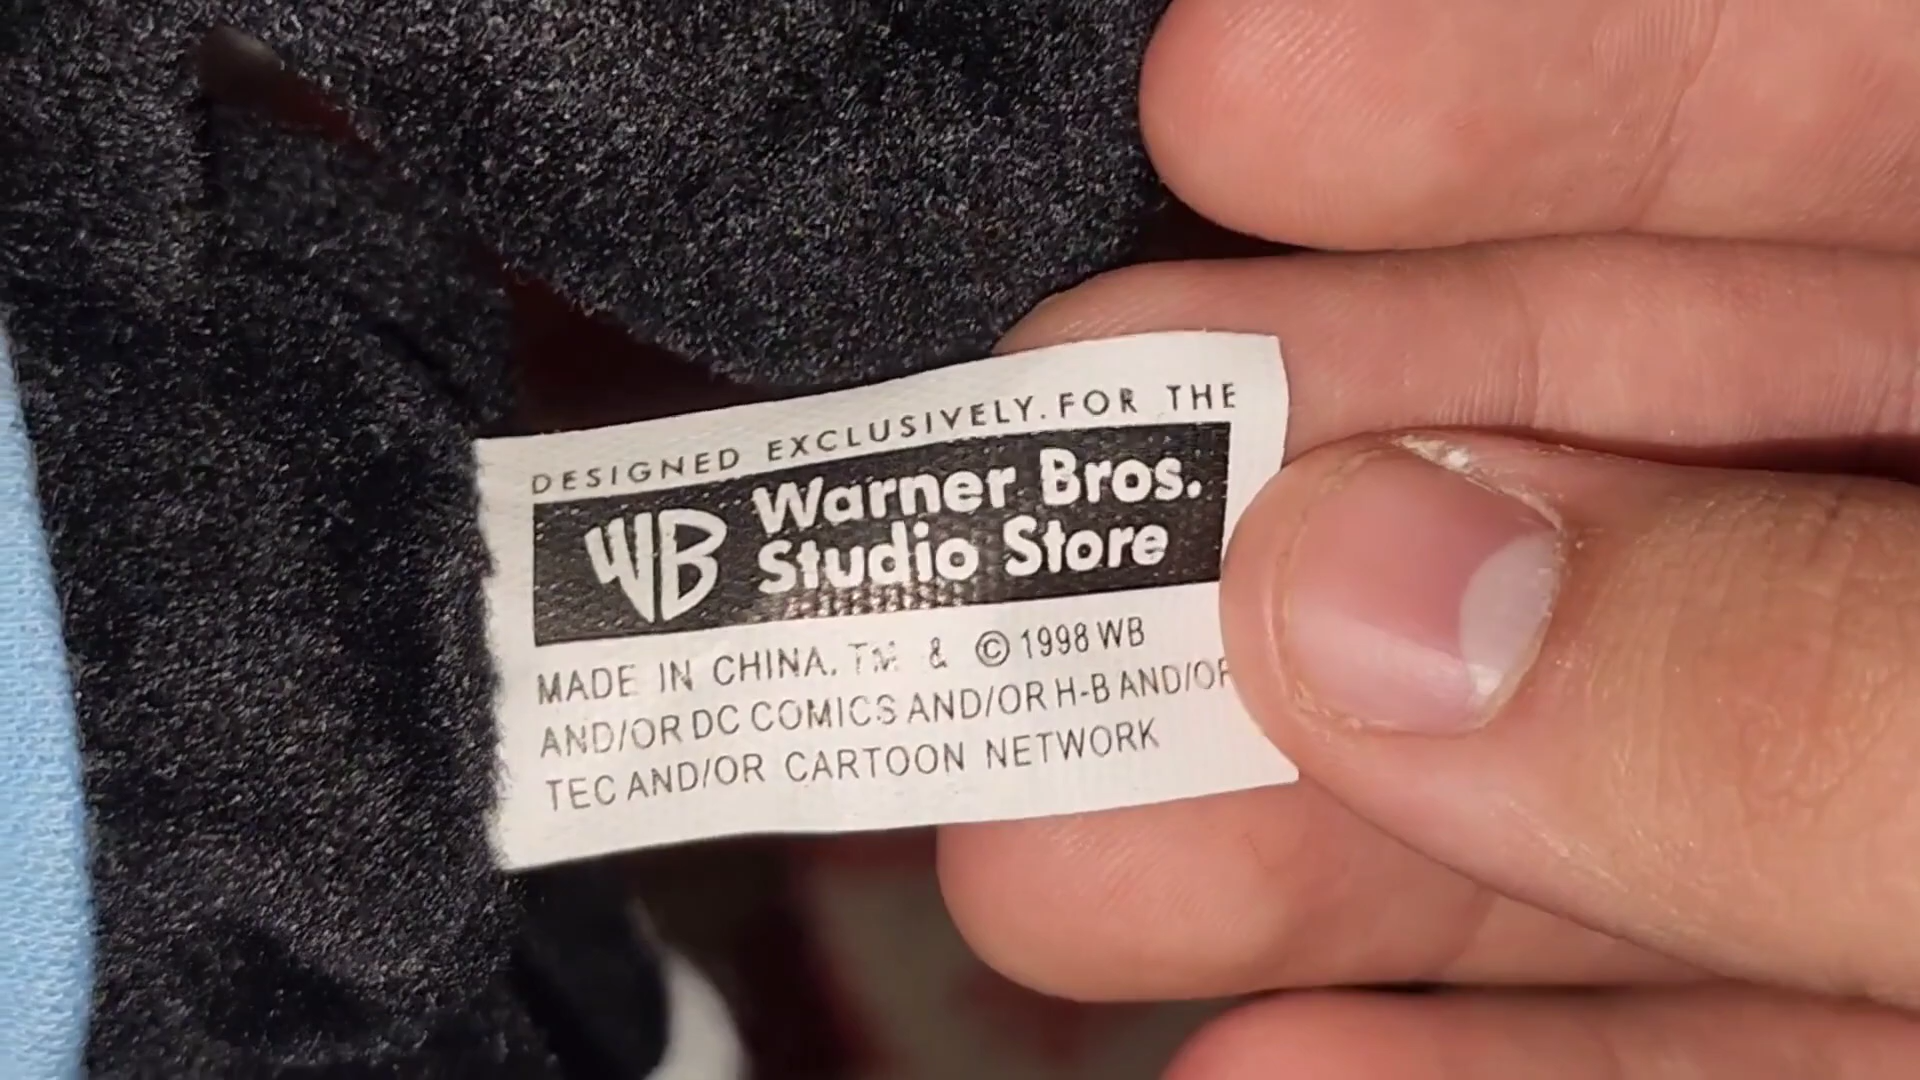 DESIGNED EXCLUSIVELY. FOR THE
WB Warner Bros.
Studio Store
MADE IN CHINA. TM & © 1998 WB
AND/OR DC COMICS AND/OR H-B AND/OR
TEC AND/OR CARTOON NETWORK